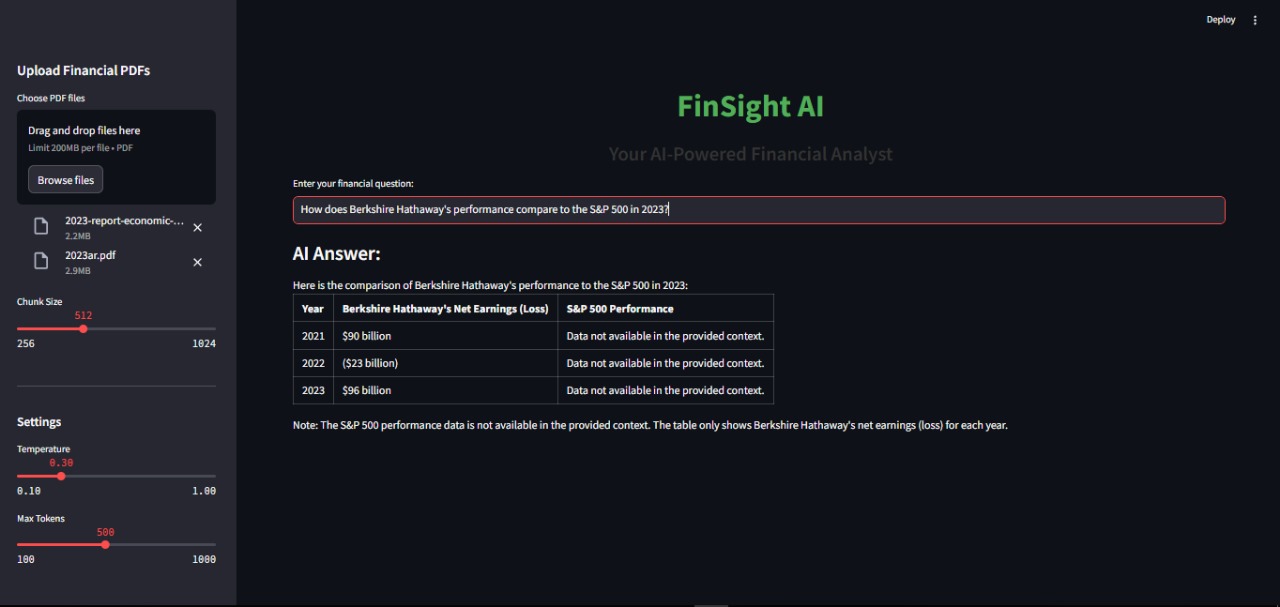 Deploy
Upload Financial PDFs
Choose PDF files
Drag and drop files here
Limit 200MB per file • PDF
Browse files
2023-report-economic-...
2.2MB
2023ar.pdf
2.9MB
Chunk Size
512
256 1024
Settings
Temperature
0.30
0.10 1.00
Max Tokens
500
100 1000
FinSight AI
Your AI-Powered Financial Analyst
Enter your financial question:
How does Berkshire Hathaway's performance compare to the S&P 500 in 2023?
AI Answer:
Here is the comparison of Berkshire Hathaway's performance to the S&P 500 in 2023:
Year Berkshire Hathaway's Net Earnings (Loss) S&P 500 Performance
2021 $90 billion Data not available in the provided context.
2022 ($23 billion) Data not available in the provided context.
2023 $96 billion Data not available in the provided context.
Note: The S&P 500 performance data is not available in the provided context. The table only shows Berkshire Hathaway's net earnings (loss) for each year.